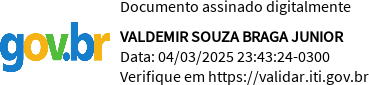 Documento assinado digitalmente
gov.br
VALDEMIR SOUZA BRAGA JUNIOR
Data: 04/03/2025 23:43:24-0300
Verifique em https://validar.iti.gov.br